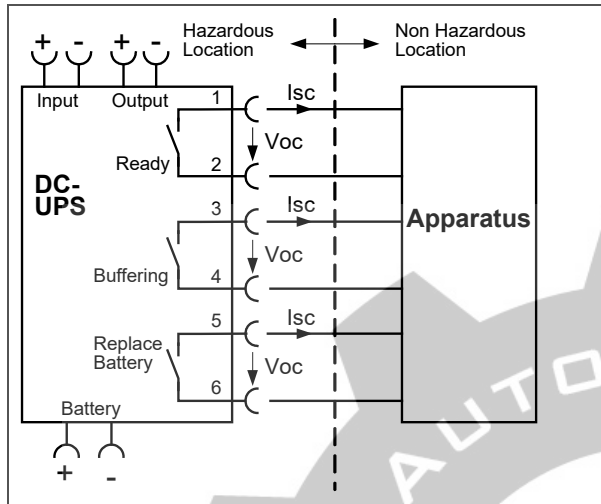 Hazardous Location
Non Hazardous Location
+ - + -
Input Output
1 Isc
Voc
Ready 2
DC-UPS
3 Isc
Voc
Buffering 4
Apparatus
5 Isc
Replace Battery
Voc
6
Battery
+ -
AUTO